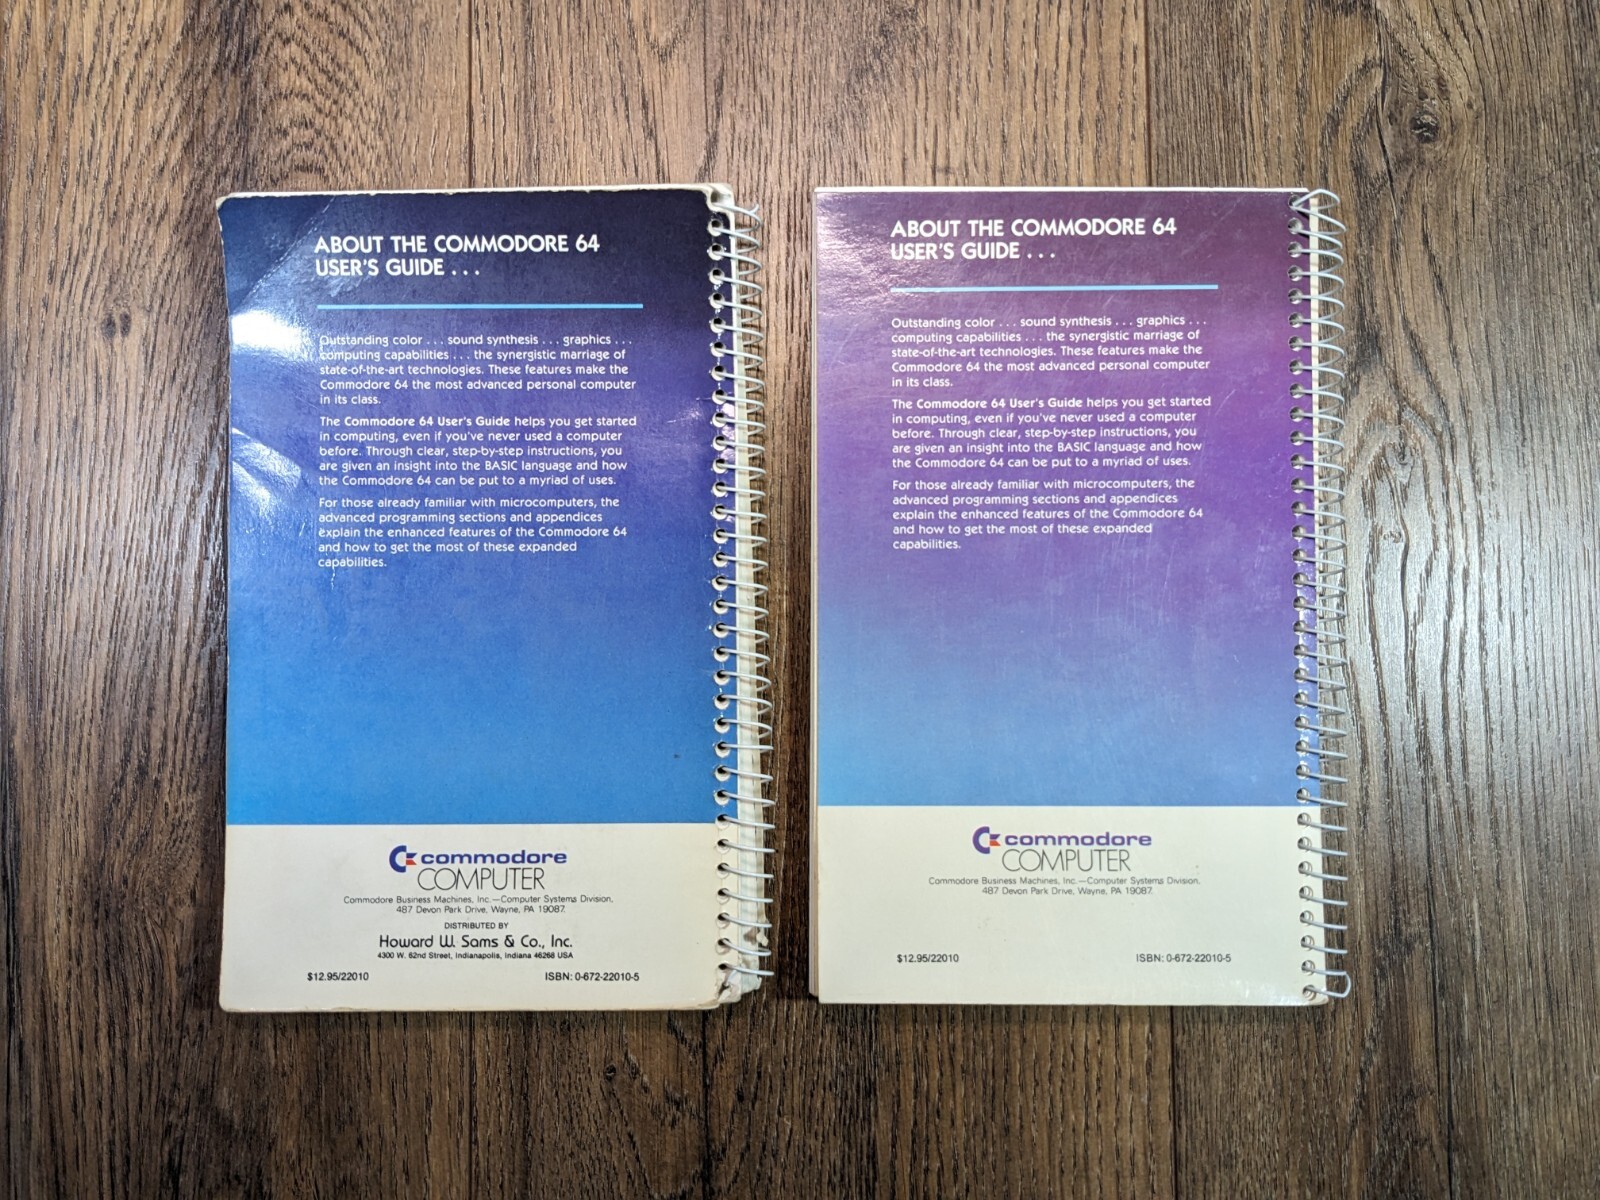 ABOUT THE COMMODORE 64
USER'S GUIDE . . .
Outstanding color . . . sound synthesis . . . graphics . . .
computing capabilities . . . the synergistic marriage of
state-of-the-art technologies. These features make the
Commodore 64 the most advanced personal computer
in its class.
The Commodore 64 User's Guide helps you get started
in computing, even if you've never used a computer
before. Through clear, step-by-step instructions, you
are given an insight into the BASIC language and how
the Commodore 64 can be put to a myriad of uses.
For those already familiar with microcomputers, the
advanced programming sections and appendices
explain the enhanced features of the Commodore 64
and how to get the most of these expanded
capabilities.
commodore
COMPUTER
Commodore Business Machines, Inc.—Computer Systems Division,
487 Devon Park Drive, Wayne, PA 19087.
DISTRIBUTED BY
Howard W. Sams & Co., Inc.
4300 W. 62nd Street, Indianapolis, Indiana 46268 USA
$12.95/22010
ISBN: 0-672-22010-5
ABOUT THE COMMODORE 64
USER'S GUIDE . . .
Outstanding color . . . sound synthesis . . . graphics . . .
computing capabilities . . . the synergistic marriage of
state-of-the-art technologies. These features make the
Commodore 64 the most advanced personal computer
in its class.
The Commodore 64 User's Guide helps you get started
in computing, even if you've never used a computer
before. Through clear, step-by-step instructions, you
are given an insight into the BASIC language and how
the Commodore 64 can be put to a myriad of uses.
For those already familiar with microcomputers, the
advanced programming sections and appendices
explain the enhanced features of the Commodore 64
and how to get the most of these expanded
capabilities.
commodore
COMPUTER
Commodore Business Machines, Inc.—Computer Systems Division,
487 Devon Park Drive, Wayne, PA 19087.
$12.95/22010
ISBN: 0-672-22010-5